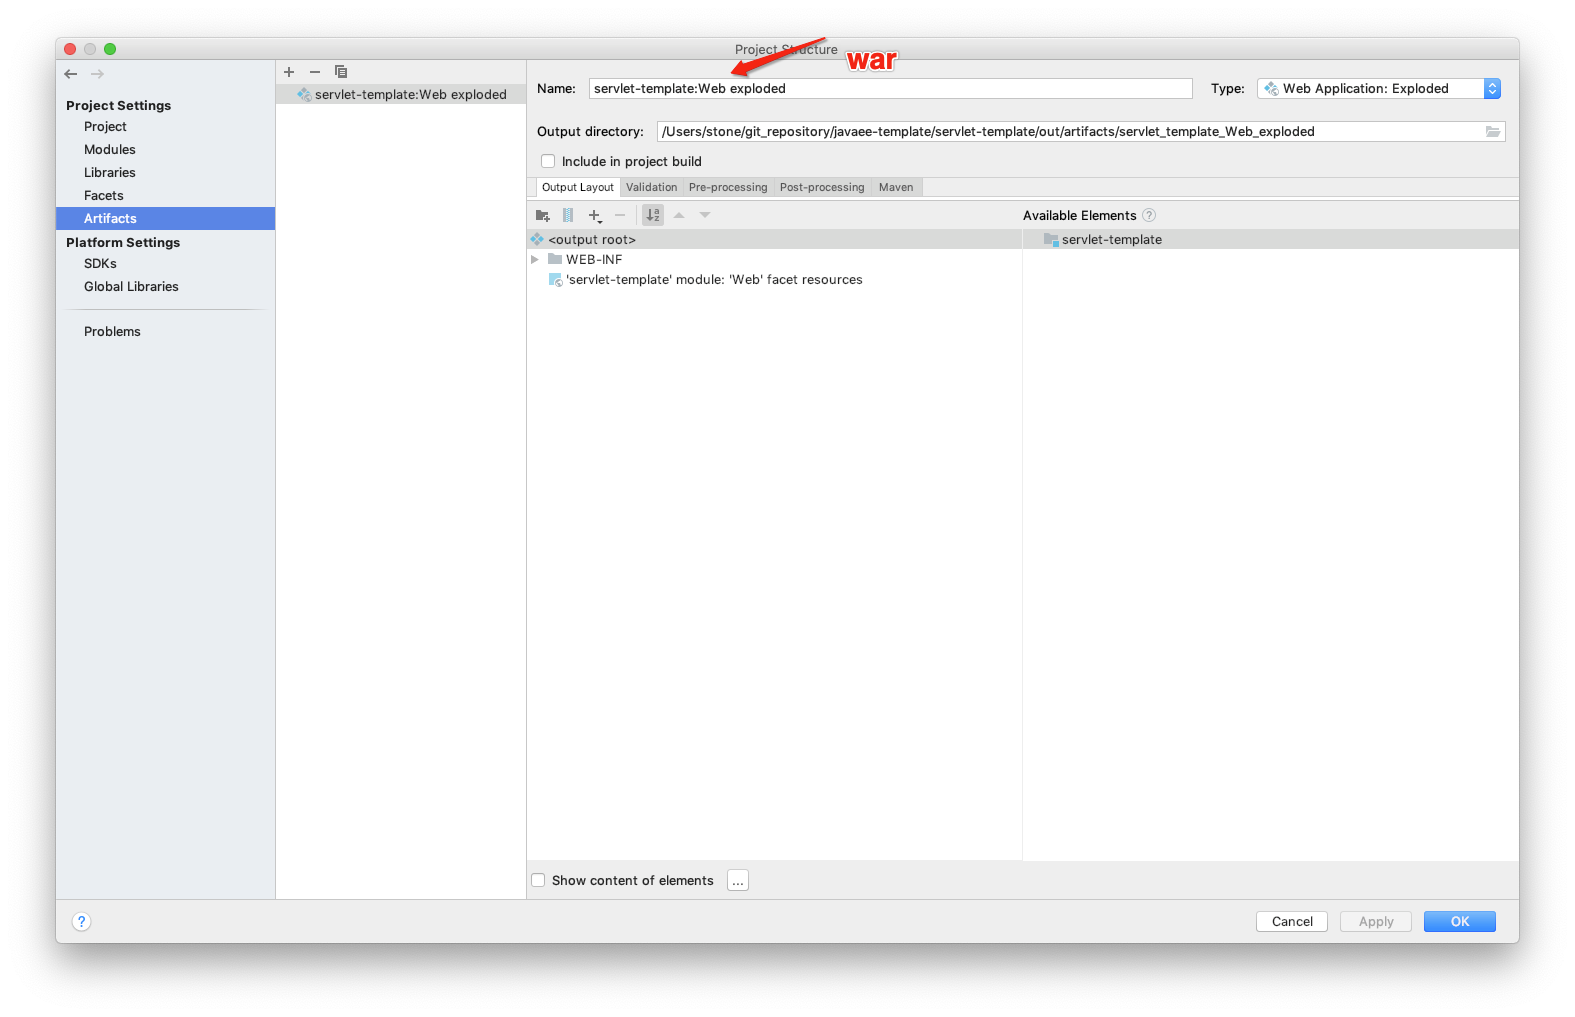 Project Structure
war
Project Settings
Project
Modules
Libraries
Facets
Artifacts
Platform Settings
SDKs
Global Libraries
Problems
servlet-template:Web exploded
Name: servlet-template:Web exploded Type: Web Application: Exploded
Output directory: /Users/stone/git_repository/javaee-template/servlet-template/out/artifacts/servlet_template_Web_exploded
Include in project build
Output Layout Validation Pre-processing Post-processing Maven
Available Elements ?
<output root>
WEB-INF
'servlet-template' module: 'Web' facet resources
servlet-template
Show content of elements ...
? Cancel Apply OK